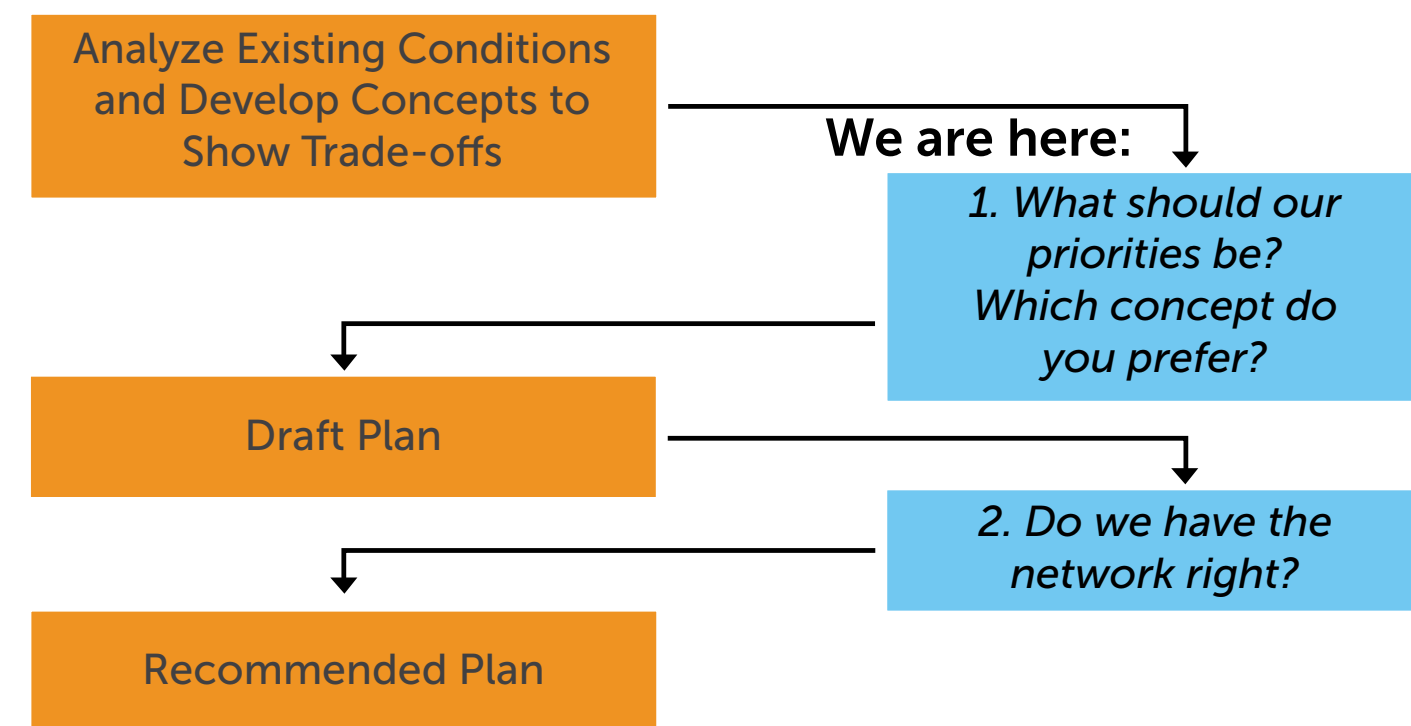 Analyze Existing Conditions
and Develop Concepts to
Show Trade-offs
We are here:
1. What should our
priorities be?
Which concept do
you prefer?
Draft Plan
2. Do we have the
network right?
Recommended Plan